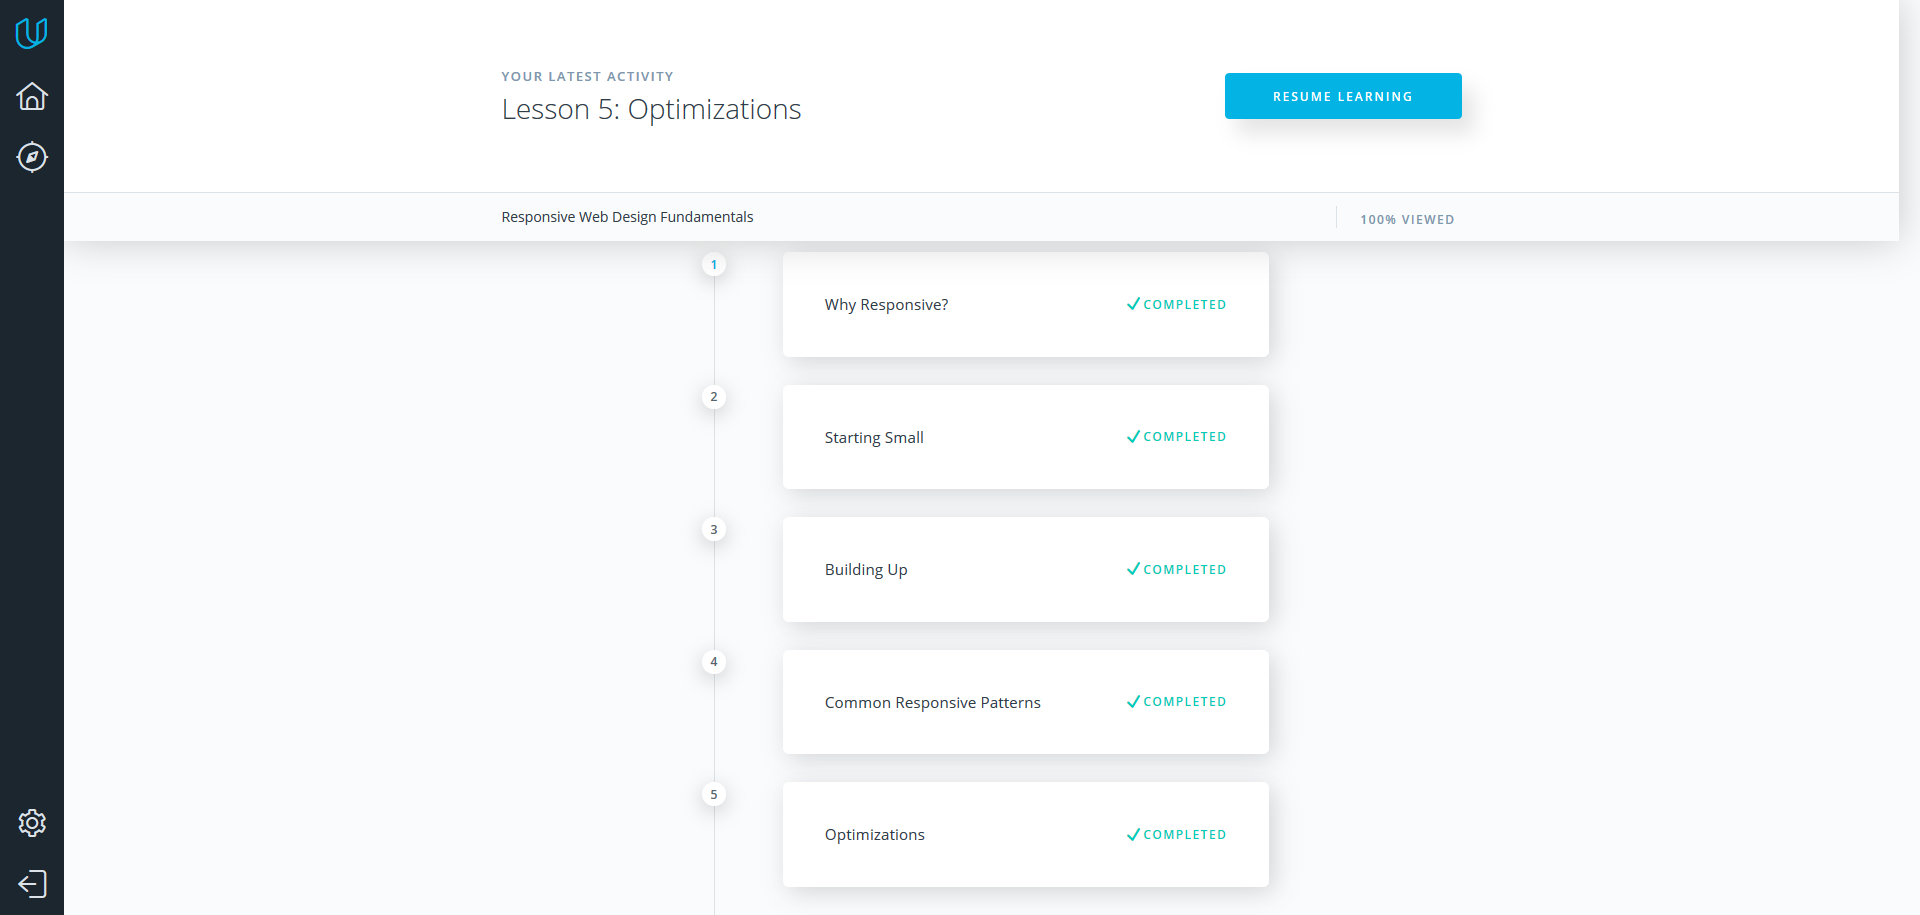 YOUR LATEST ACTIVITY
Lesson 5: Optimizations
RESUME LEARNING
Responsive Web Design Fundamentals
100% VIEWED
1
Why Responsive?
COMPLETED
2
Starting Small
COMPLETED
3
Building Up
COMPLETED
4
Common Responsive Patterns
COMPLETED
5
Optimizations
COMPLETED